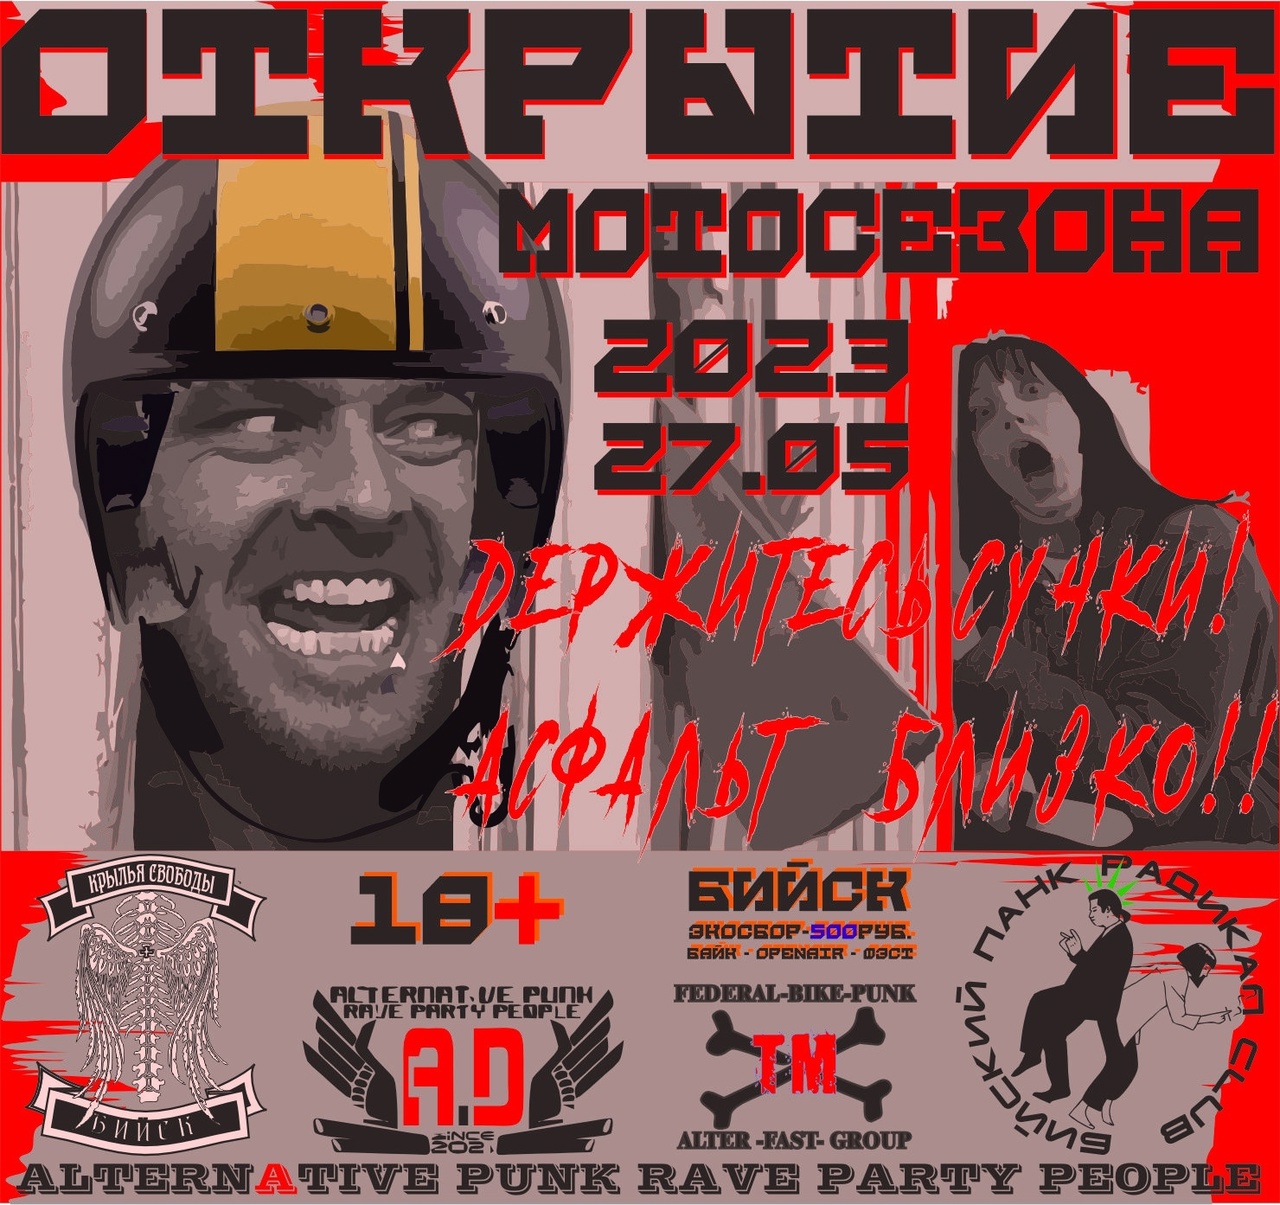 ОТКРЫТИЕ
МОТОСЕЗОНА
2023
27.05
ДЕРЖИТЕСЬ СУЧКИ!
АСФАЛЬТ БЛИЗКО!!
КРЫЛЬЯ СВОБОДЫ
БИЙСК
18+
ALTERNATIVE PUNK
RAVE PARTY PEOPLE
A.D
SINCE
2021
БИЙСК
ЭКОСБОР-500РУБ.
БАЙК - OPENAIR - ФЭСТ
FEDERAL-BIKE-PUNK
TM
ALTER -FAST- GROUP
БИЙСКИЙ ПАНК РАДИКАЛ CLUB
ALTERNATIVE PUNK RAVE PARTY PEOPLE